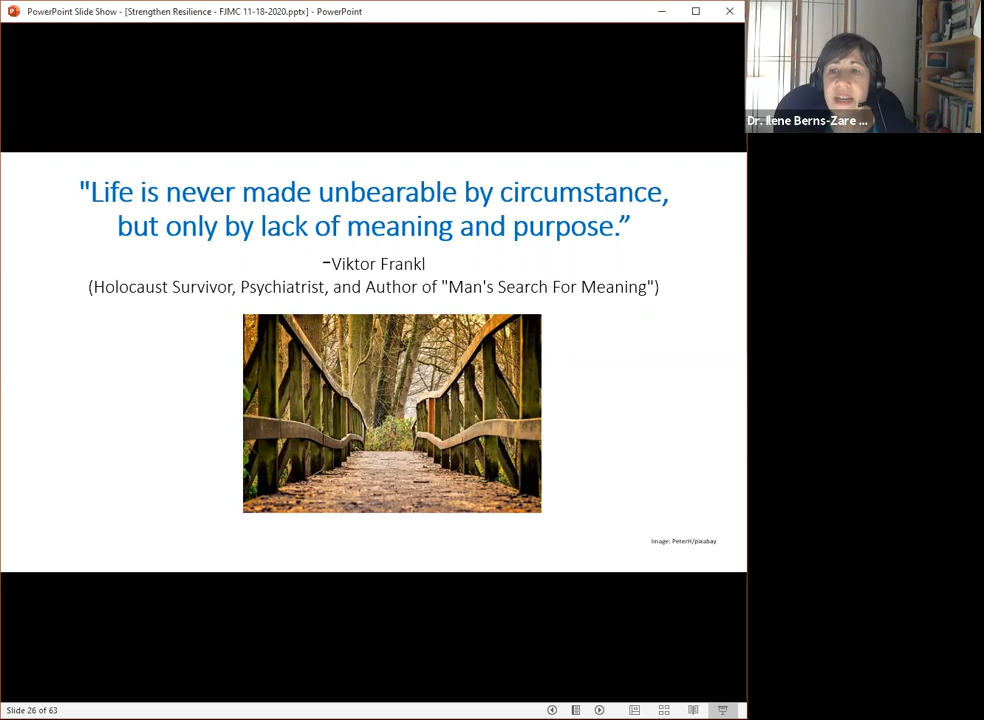 PowerPoint Slide Show - [Strengthen Resilience - FJMC 11-18-2020.pptx] - PowerPoint
Dr. Ilene Berns-Zare ...
"Life is never made unbearable by circumstance,
but only by lack of meaning and purpose.”
-Viktor Frankl
(Holocaust Survivor, Psychiatrist, and Author of "Man's Search For Meaning")
Image: PeterH/pixabay
Slide 26 of 63